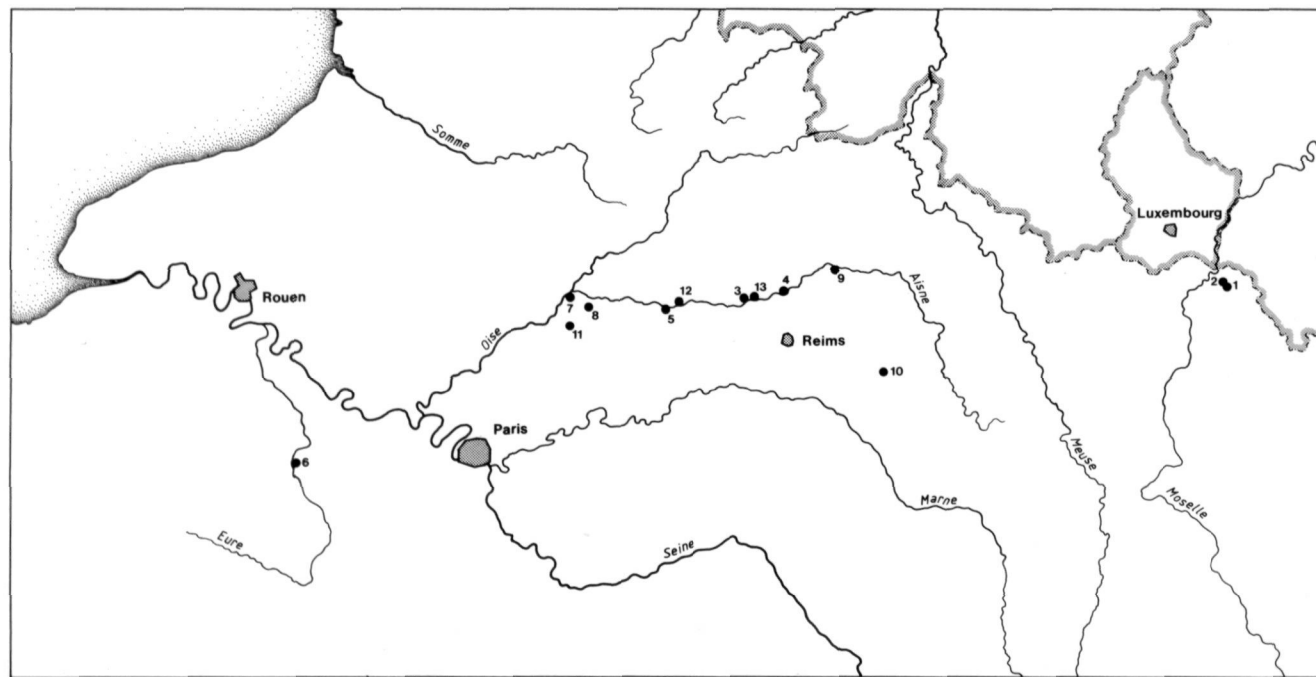 Somme
Luxembourg
Rouen
Oise
Aisne
7
8
11
12
5
3
13
4
9
2
1
Reims
10
Paris
6
Eure
Seine
Marne
Meuse
Moselle